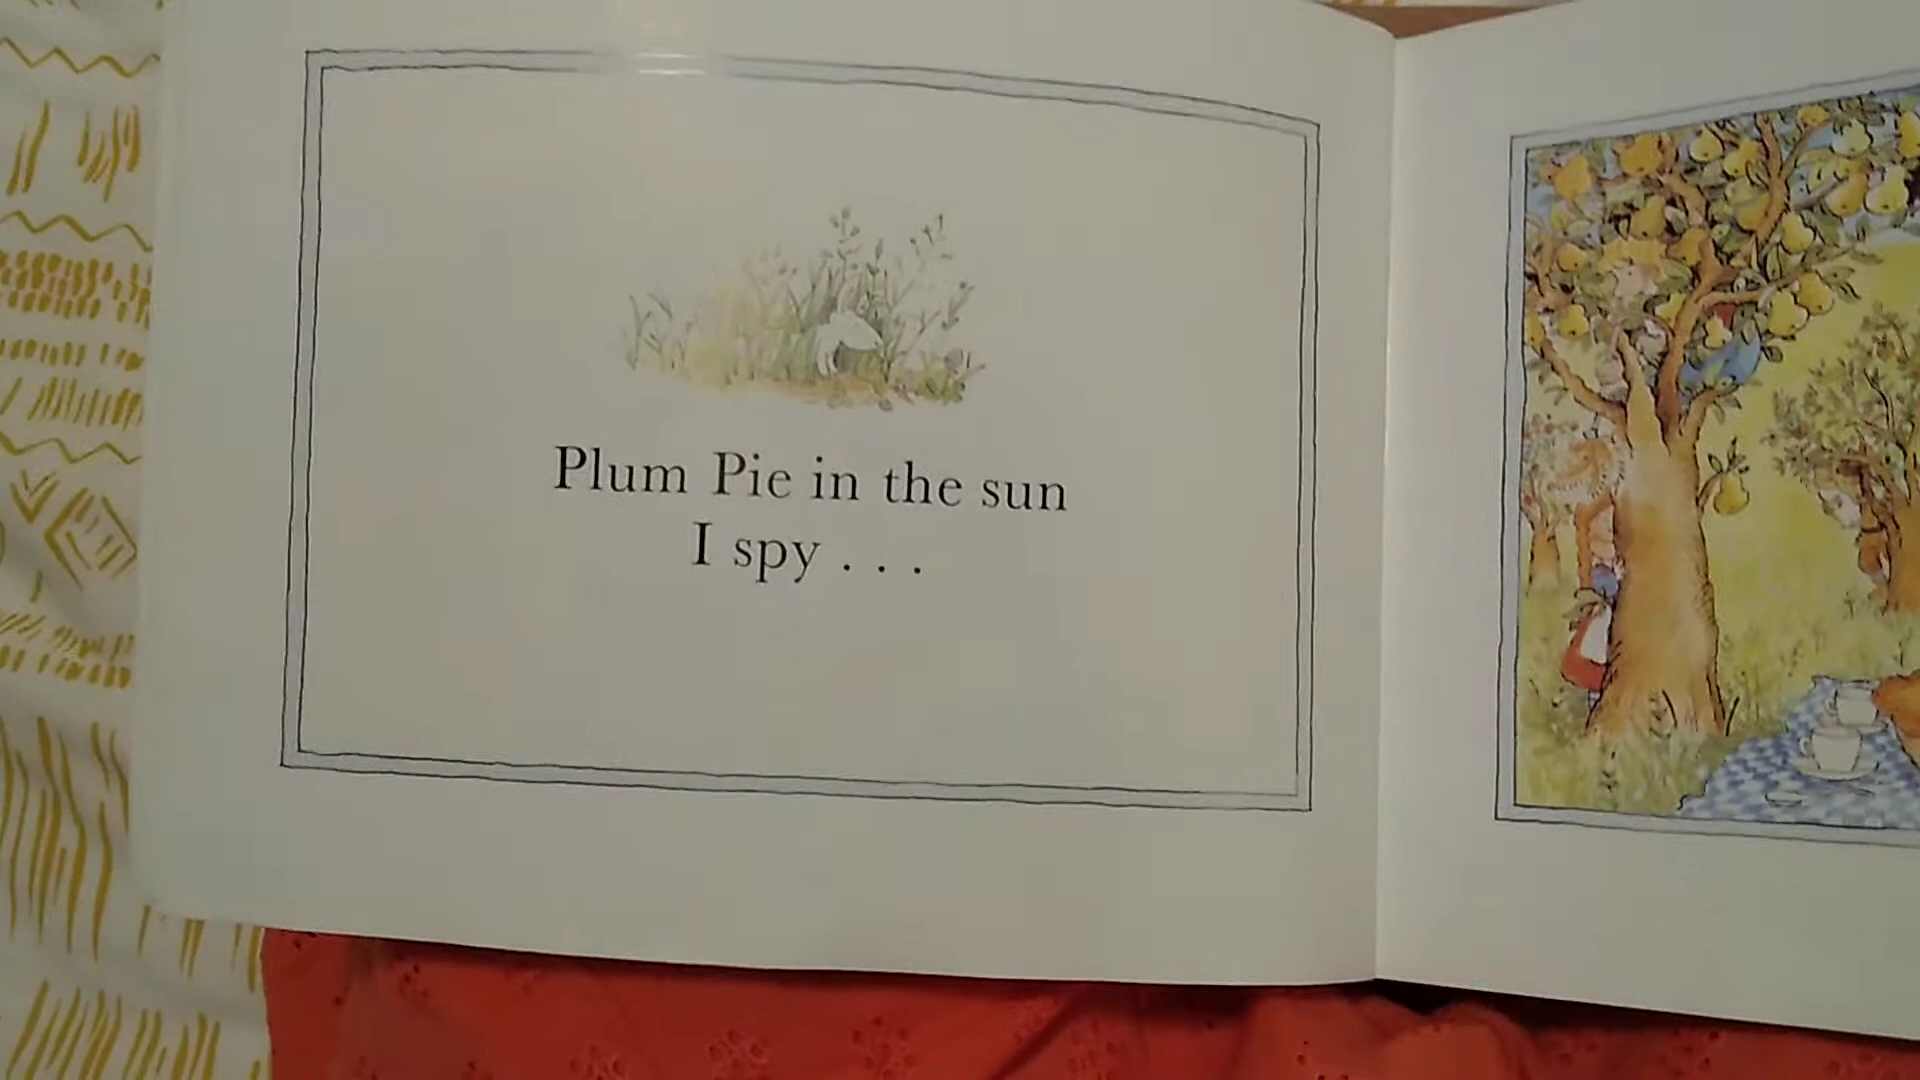 Plum Pie in the sun
I spy . . .